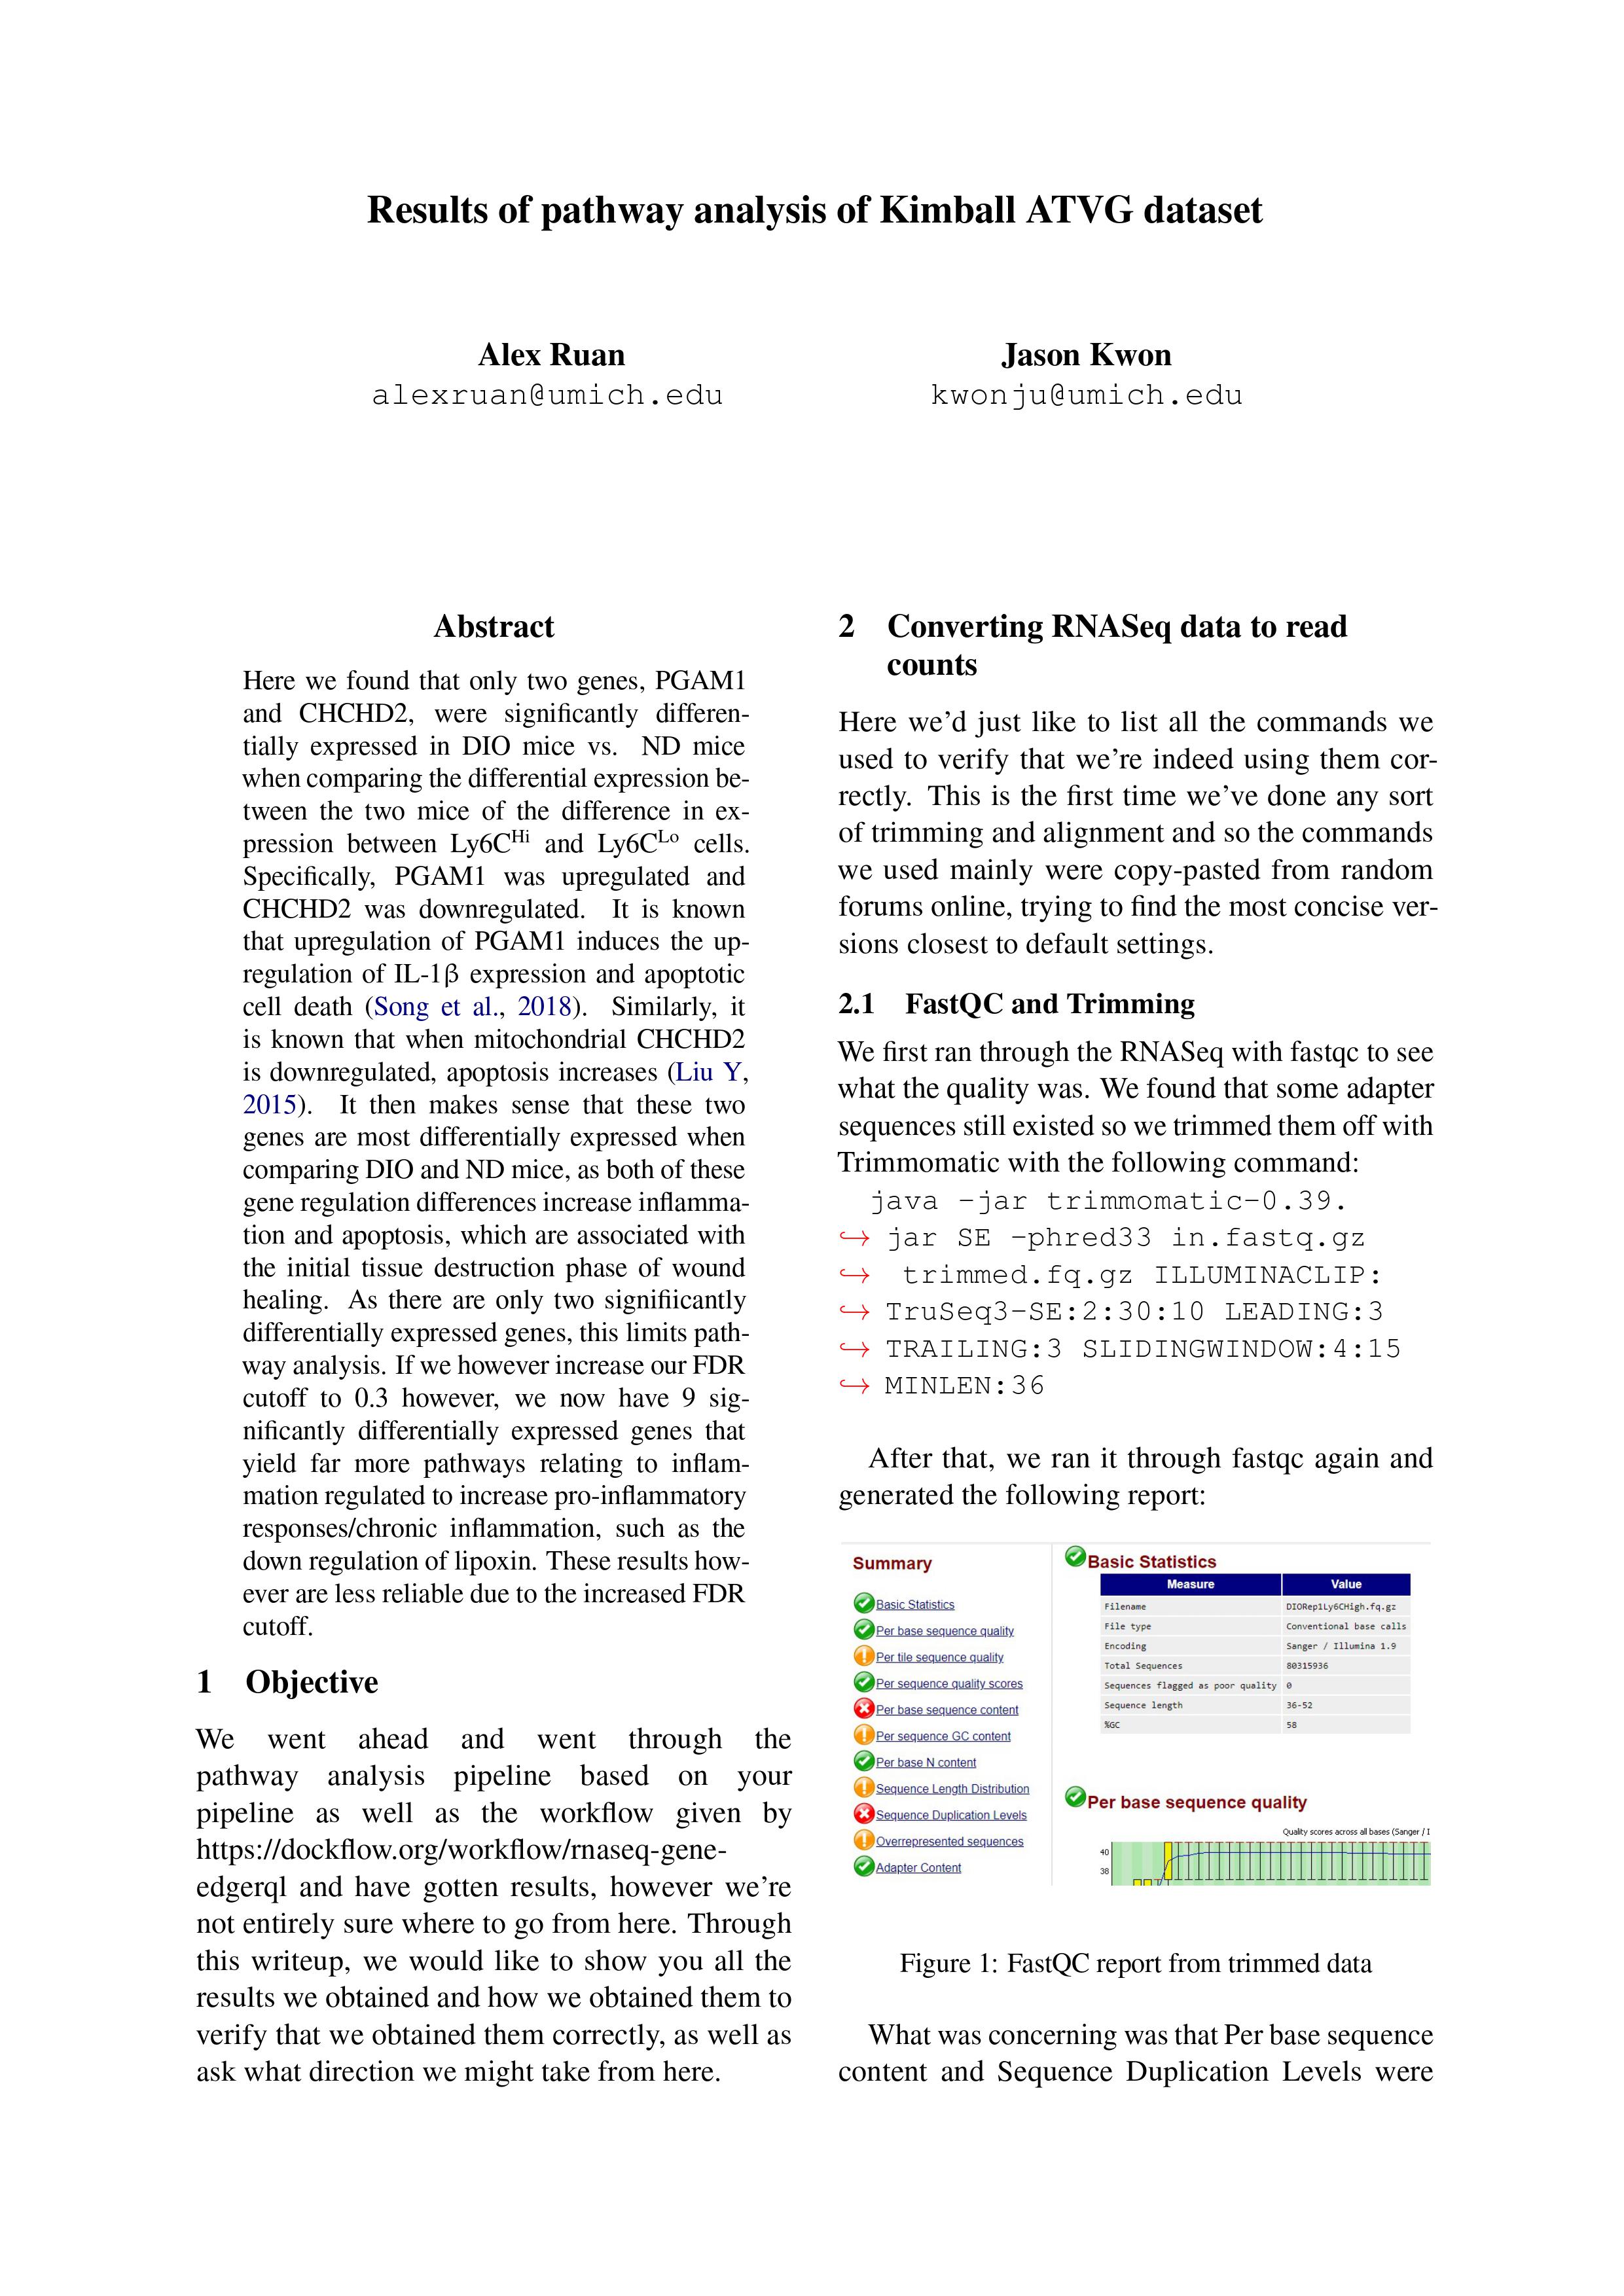 Results of pathway analysis of Kimball ATVG dataset
Alex Ruan
alexruan@umich.edu
Jason Kwon
kwonju@umich.edu
Abstract
Here we found that only two genes, PGAM1
and CHCHD2, were significantly differen-
tially expressed in DIO mice vs. ND mice
when comparing the differential expression be-
tween the two mice of the difference in ex-
pression between Ly6CHi and Ly6CLo cells.
Specifically, PGAM1 was upregulated and
CHCHD2 was downregulated. It is known
that upregulation of PGAM1 induces the up-
regulation of IL-1β expression and apoptotic
cell death (Song et al., 2018). Similarly, it
is known that when mitochondrial CHCHD2
is downregulated, apoptosis increases (Liu Y,
2015). It then makes sense that these two
genes are most differentially expressed when
comparing DIO and ND mice, as both of these
gene regulation differences increase inflamma-
tion and apoptosis, which are associated with
the initial tissue destruction phase of wound
healing. As there are only two signifiicantly
differentially expressed genes, this limits path-
way analysis. If we however increase our FDR
cutoff to 0.3 however, we now have 9 sig-
nificantly differentially expressed genes that
yield far more pathways relating to inflam-
mation regulated to increase pro-inflammatory
responses/chronic inflammation, such as the
down regulation of lipoxin. These results how-
ever are less reliable due to the increased FDR
cutoff.
1 Objective
We went ahead and went through the
pathway analysis pipeline based on your
pipeline as well as the workflow given by
https://dockflow.org/workflow/rnaseq-gene-
edgerql and have gotten results, however we're
not entirely sure where to go from here. Through
this writeup, we would like to show you all the
results we obtained and how we obtained them to
verify that we obtained them correctly, as well as
ask what direction we might take from here.
2 Converting RNASeq data to read
counts
Here we'd just like to list all the commands we
used to verify that we're indeed using them cor-
rectly. This is the first time we've done any sort
of trimming and alignment and so the commands
we used mainly were copy-pasted from random
forums online, trying to find the most concise ver-
sions closest to default settings.
2.1 FastQC and Trimming
We first ran through the RNASeq with fastqc to see
what the quality was. We found that some adapter
sequences still existed so we trimmed them off with
Trimmomatic with the following command:
java -jar trimmomatic-0.39.
↪ jar SE -phred33 in.fastq.gz
↪ trimmed.fq.gz ILLUMINACLIP:
↪ TruSeq3-SE:2:30:10 LEADING:3
↪ TRAILING:3 SLIDINGWINDOW:4:15
↪ MINLEN:36
After that, we ran it through fastqc again and
generated the following report:
Summary
Basic Statistics
Per base sequence quality
Per tile sequence quality
Per sequence quality scores
Per base sequence content
Per sequence GC content
Per base N content
Sequence Length Distribution
Sequence Duplication Levels
Overrepresented sequences
Adapter Content
Basic Statistics
Measure Value
Filename DIORep1Ly6CHigh.fq.gz
File type Conventional base calls
Encoding Sanger / Illumina 1.9
Total Sequences 80315936
Sequences flagged as poor quality 0
Sequence length 36-52
%GC 58
Per base sequence quality
Quality scores across all bases (Sanger / I
40
38
Figure 1: FastQC report from trimmed data
What was concerning was that Per base sequence
content and Sequence Duplication Levels were